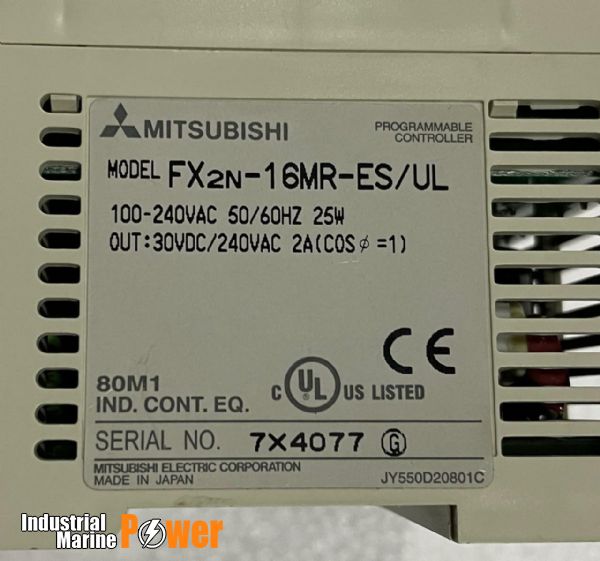 MITSUBISHI
PROGRAMMABLE
CONTROLLER
MODEL FX2N-16MR-ES/UL
100-240VAC 50/60HZ 25W
OUT:30VDC/240VAC 2A(COSφ=1)
CE
80M1
IND. CONT. EQ.
C UL US LISTED
SERIAL NO. 7X4077 G
MITSUBISHI ELECTRIC CORPORATION
MADE IN JAPAN
JY550D20801C
Industrial
Marine Power